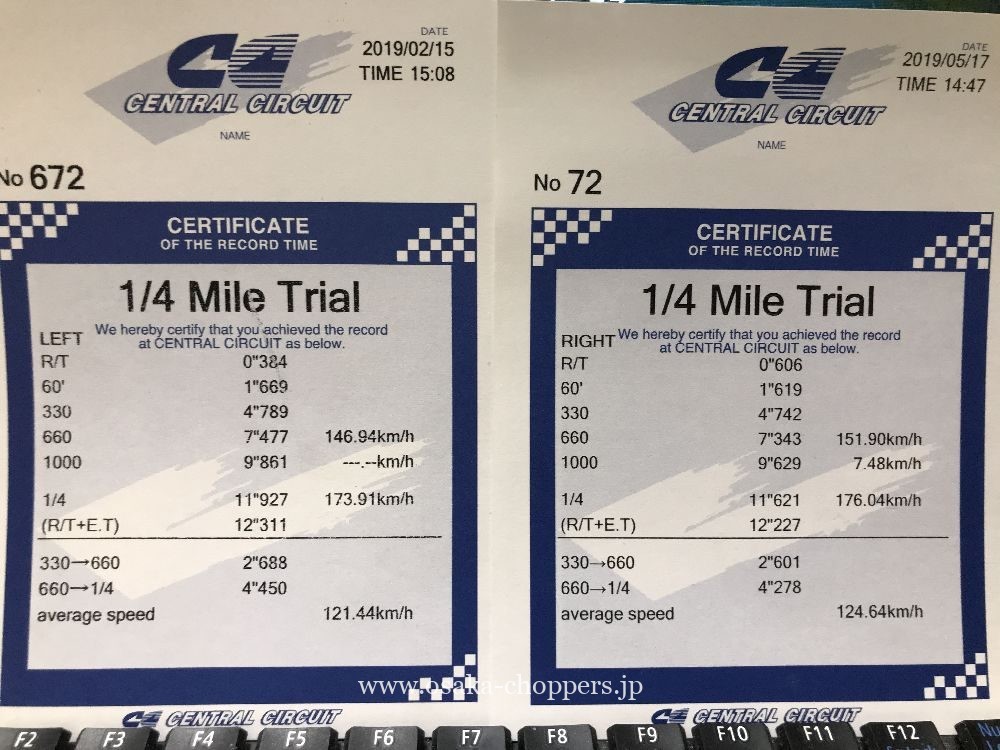 DATE
2019/02/15
TIME 15:08
CENTRAL CIRCUIT
NAME
No 672
CERTIFICATE
OF THE RECORD TIME
1/4 Mile Trial
We hereby certify that you achieved the record
LEFT
at CENTRAL CIRCUIT as below.
R/T 0"384
60' 1"669
330 4"789
660 7"477 146.94km/h
1000 9"861 ---.--km/h
1/4 11"927 173.91km/h
(R/T+E.T) 12"311
330→660 2"688
660→1/4 4"450
average speed 121.44km/h
CENTRAL CIRCUIT
DATE
2019/05/17
TIME 14:47
CENTRAL CIRCUIT
NAME
No 72
CERTIFICATE
OF THE RECORD TIME
1/4 Mile Trial
We hereby certify that you achieved the record
RIGHT
at CENTRAL CIRCUIT as below.
R/T 0"606
60' 1"619
330 4"742
660 7"343 151.90km/h
1000 9"629 7.48km/h
1/4 11"621 176.04km/h
(R/T+E.T) 12"227
330→660 2"601
660→1/4 4"278
average speed 124.64km/h
CENTRAL CIRCUIT
www.osaka-choppers.jp
F2 F3 F4 F5 F6 F7 F8 F9 F10 F11 F12